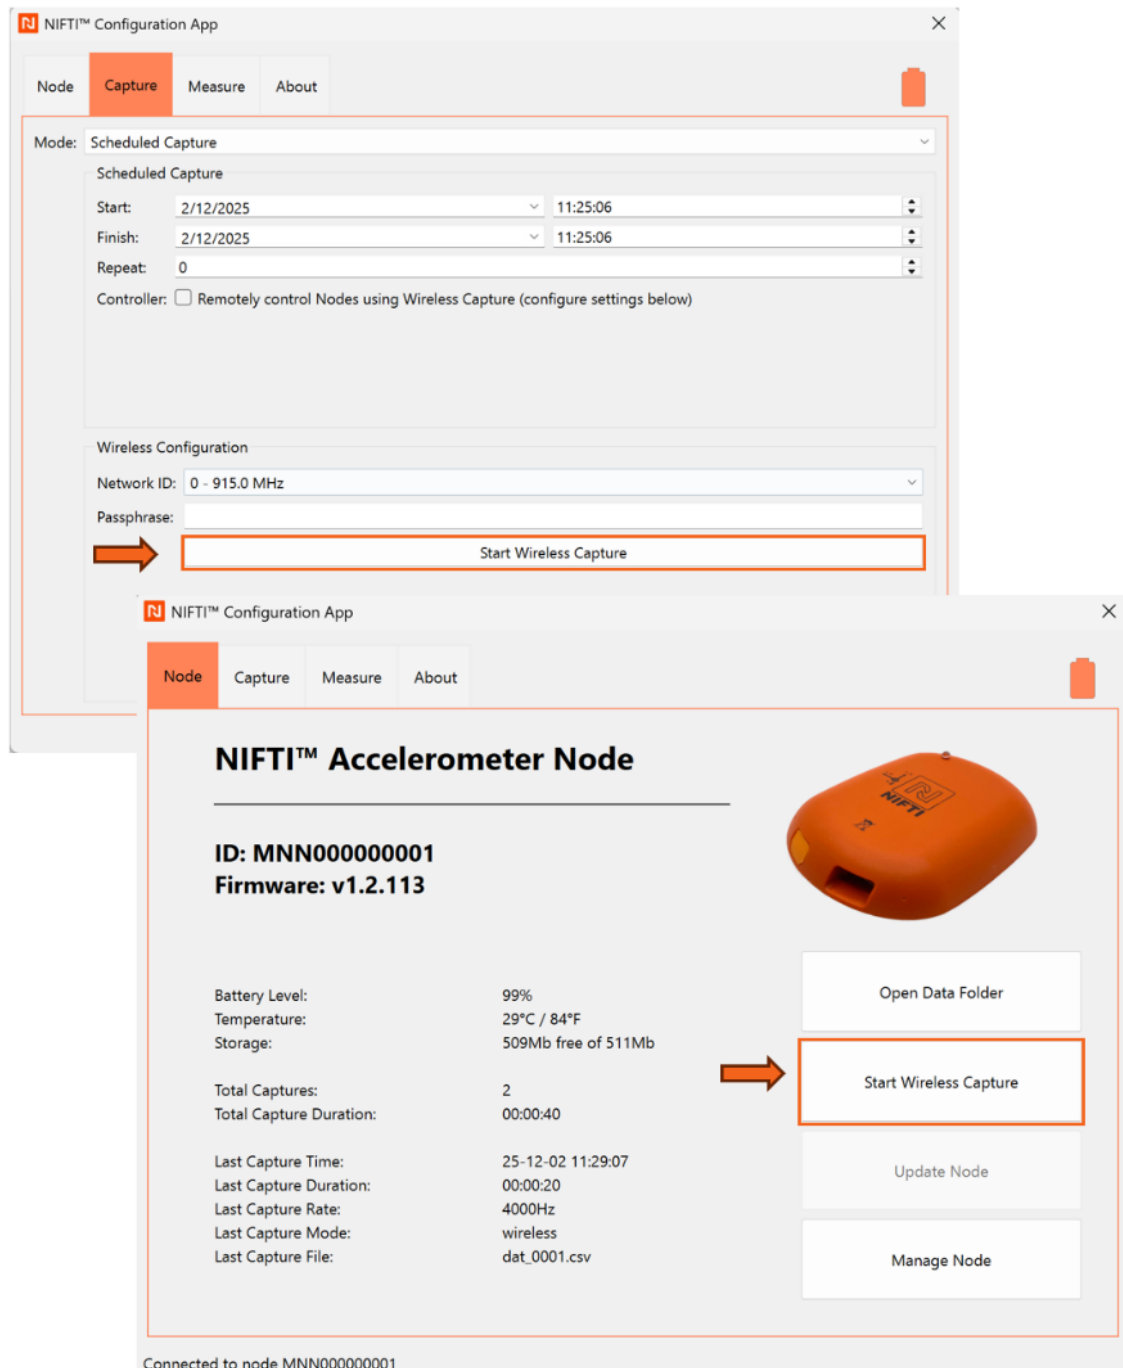 NIFTI™ Configuration App
Node Capture Measure About
Mode: Scheduled Capture
Scheduled Capture
Start: 2/12/2025 11:25:06
Finish: 2/12/2025 11:25:06
Repeat: 0
Controller: Remotely control Nodes using Wireless Capture (configure settings below)
Wireless Configuration
Network ID: 0 - 915.0 MHz
Passphrase:
Start Wireless Capture
NIFTI™ Configuration App
Node Capture Measure About
NIFTI™ Accelerometer Node
NIFTI
ID: MNN000000001
Firmware: v1.2.113
Battery Level: 99%
Temperature: 29°C / 84°F
Storage: 509Mb free of 511Mb
Total Captures: 2
Total Capture Duration: 00:00:40
Last Capture Time: 25-12-02 11:29:07
Last Capture Duration: 00:00:20
Last Capture Rate: 4000Hz
Last Capture Mode: wireless
Last Capture File: dat_0001.csv
Open Data Folder
Start Wireless Capture
Update Node
Manage Node
Connected to node MNN000000001